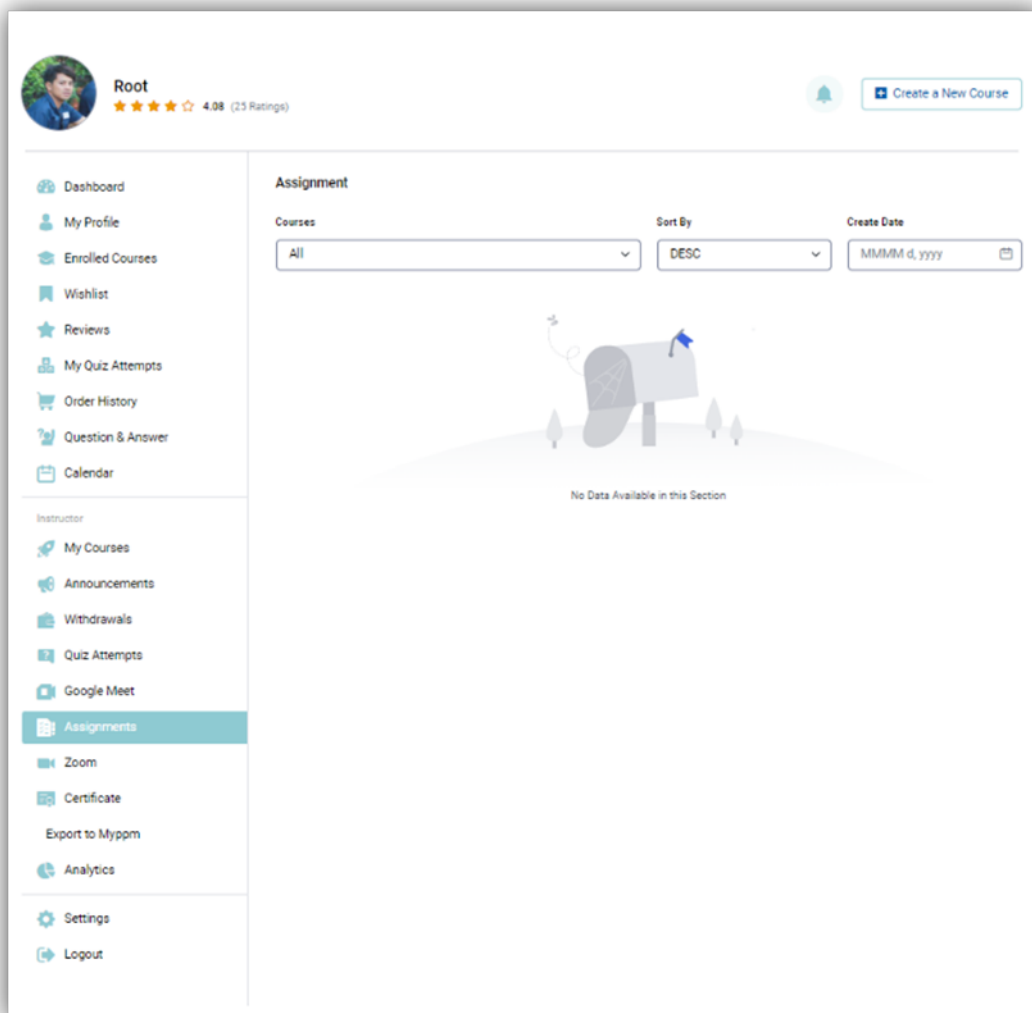 Root
4.08 (25 Ratings)
Create a New Course
Dashboard
My Profile
Enrolled Courses
Wishlist
Reviews
My Quiz Attempts
Order History
Question & Answer
Calendar
Instructor
My Courses
Announcements
Withdrawals
Quiz Attempts
Google Meet
Assignments
Zoom
Certificate
Export to Myppm
Analytics
Settings
Logout
Assignment
Courses
All
Sort By
DESC
Create Date
MMMM d, yyyy
No Data Available in this Section